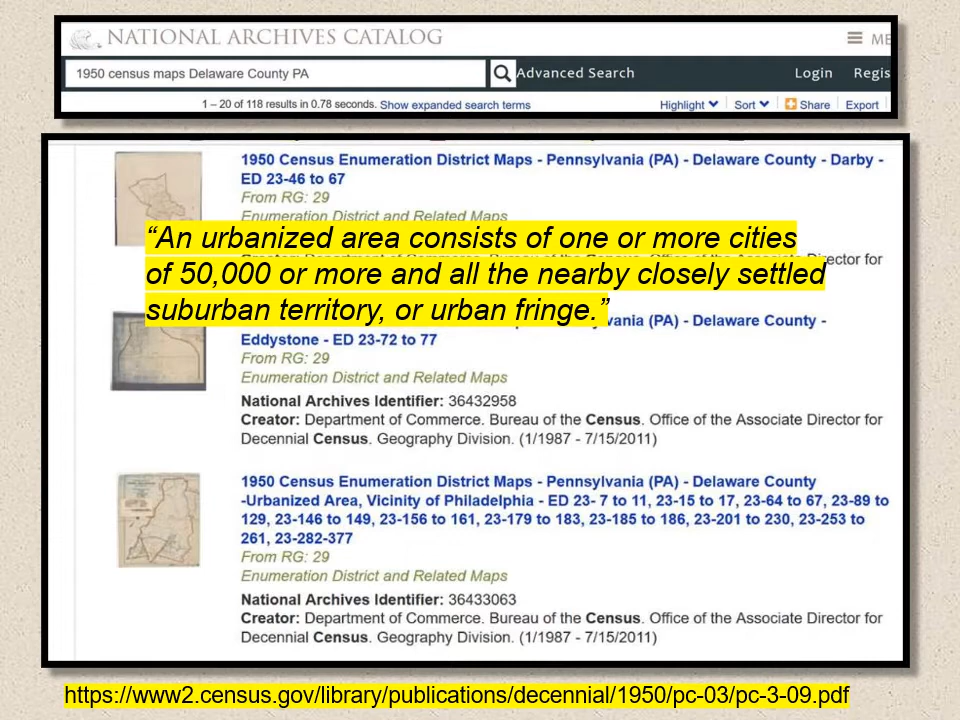 NATIONAL ARCHIVES CATALOG
ME
1950 census maps Delaware County PA
Advanced Search
Login Regis
1 – 20 of 118 results in 0.78 seconds. Show expanded search terms
Highlight Sort Share Export
1950 Census Enumeration District Maps - Pennsylvania (PA) - Delaware County - Darby -
ED 23-46 to 67
From RG: 29
Enumeration District and Related Maps
“An urbanized area consists of one or more cities
of 50,000 or more and all the nearby closely settled
suburban territory, or urban fringe.”
ector for
vania (PA) - Delaware County -
Eddystone - ED 23-72 to 77
From RG: 29
Enumeration District and Related Maps
National Archives Identifier: 36432958
Creator: Department of Commerce. Bureau of the Census. Office of the Associate Director for
Decennial Census. Geography Division. (1/1987 - 7/15/2011)
1950 Census Enumeration District Maps - Pennsylvania (PA) - Delaware County
-Urbanized Area, Vicinity of Philadelphia - ED 23- 7 to 11, 23-15 to 17, 23-64 to 67, 23-89 to
129, 23-146 to 149, 23-156 to 161, 23-179 to 183, 23-185 to 186, 23-201 to 230, 23-253 to
261, 23-282-377
From RG: 29
Enumeration District and Related Maps
National Archives Identifier: 36433063
Creator: Department of Commerce. Bureau of the Census. Office of the Associate Director for
Decennial Census. Geography Division. (1/1987 - 7/15/2011)
https://www2.census.gov/library/publications/decennial/1950/pc-03/pc-3-09.pdf